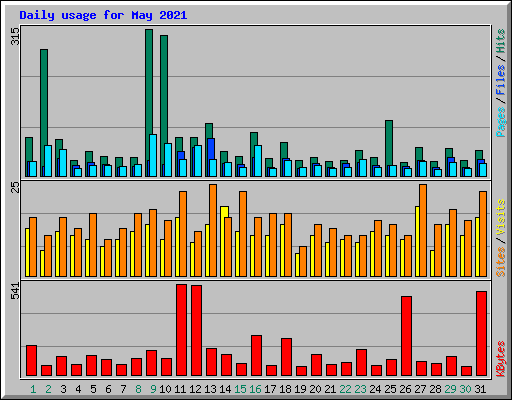 Daily usage for May 2021
315
Pages / Files / Hits
25
Sites / Visits
541
KBytes
1 2 3 4 5 6 7 8 9 10 11 12 13 14 15 16 17 18 19 20 21 22 23 24 25 26 27 28 29 30 31